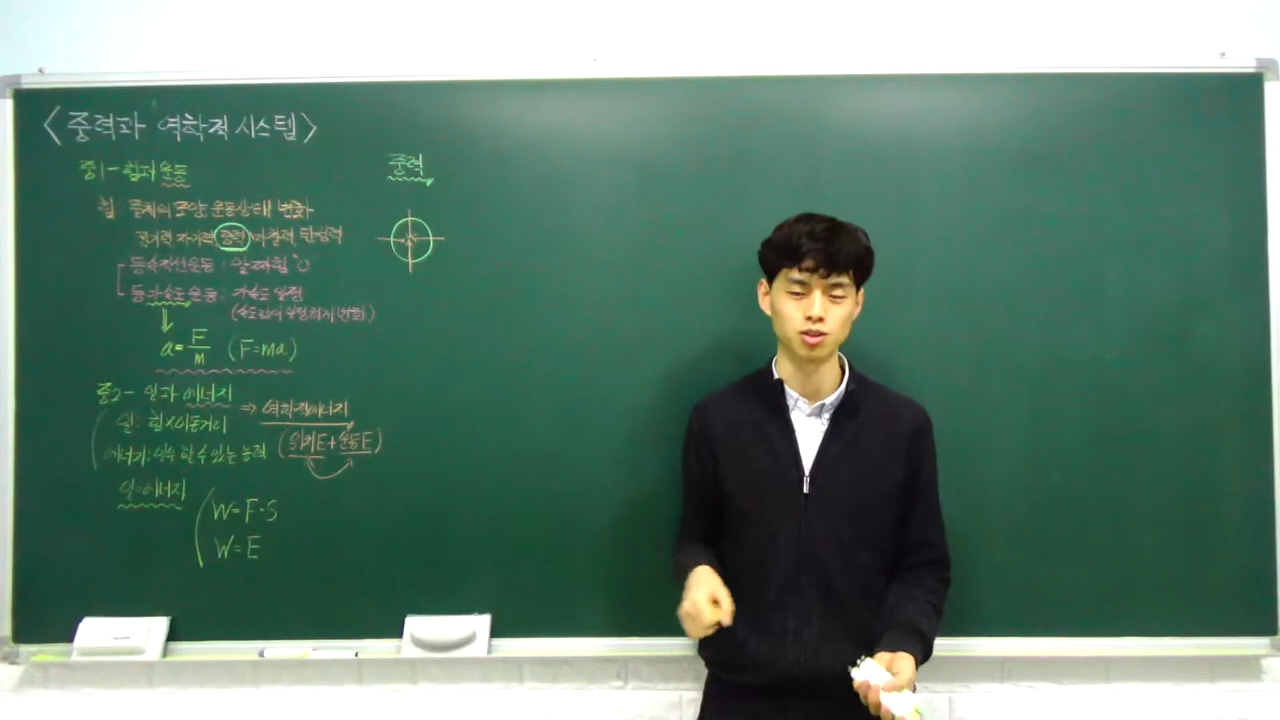 <중력과 역학적 시스템>
중1 - 힘과 운동
힘: 물체의 모양, 운동상태 변화
전기력 자기력 중력 마찰력, 탄성력
등속직선운동 : 알짜힘 0
등가속도운동 : 가속도 일정
(속도값이 일정하게 변화)
a = F/m (F=ma)
중2 - 일과 에너지 ⇒ 역학적에너지
일: 힘×이동거리
(위치E + 운동E)
에너지: 일을 할 수 있는 능력
일=에너지
W=F·S
W=E
중력